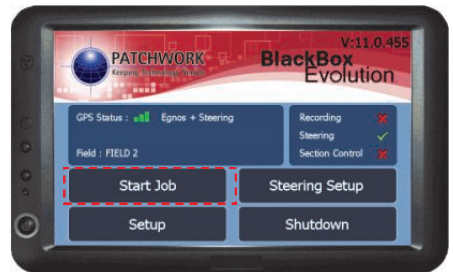 V:11.0.455
PATCHWORK
Keeping Technology Simple
BlackBox
Evolution
GPS Status : Egnos + Steering
Field : FIELD 2
Recording
Steering
Section Control
Start Job
Steering Setup
Setup
Shutdown